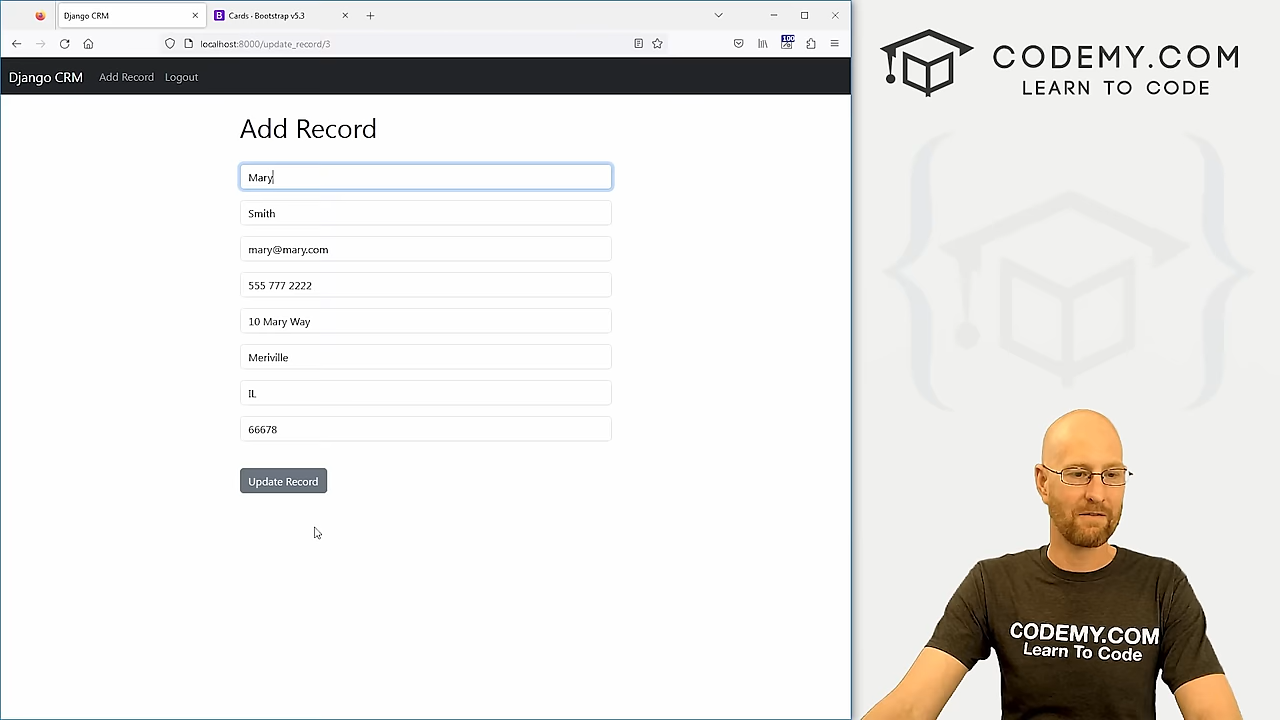 Django CRM
Cards · Bootstrap v5.3
localhost:8000/update_record/3
100
Django CRM Add Record Logout
Add Record
Mary
Smith
mary@mary.com
555 777 2222
10 Mary Way
Meriville
IL
66678
Update Record
CODEMY.COM
LEARN TO CODE
CODEMY.COM
Learn To Code